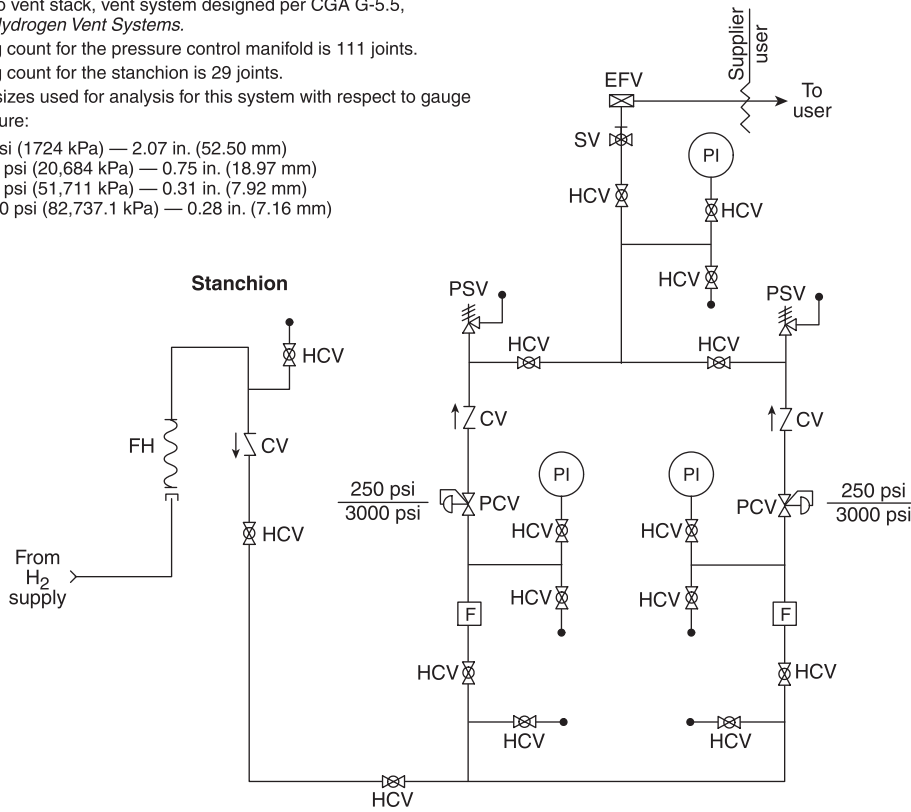 o vent stack, vent system designed per CGA G-5.5,
Hydrogen Vent Systems.
g count for the pressure control manifold is 111 joints.
g count for the stanchion is 29 joints.
sizes used for analysis for this system with respect to gauge
ure:
si (1724 kPa) — 2.07 in. (52.50 mm)
psi (20,684 kPa) — 0.75 in. (18.97 mm)
psi (51,711 kPa) — 0.31 in. (7.92 mm)
0 psi (82,737.1 kPa) — 0.28 in. (7.16 mm)
Supplier
user
EFV
To
user
SV
PI
HCV
HCV
HCV
Stanchion
PSV
PSV
HCV
HCV
HCV
FH
CV
CV
CV
PI
PI
250 psi
3000 psi
PCV
PCV
250 psi
3000 psi
HCV
HCV
HCV
From
H2
supply
HCV
HCV
F
F
HCV
HCV
HCV
HCV
HCV